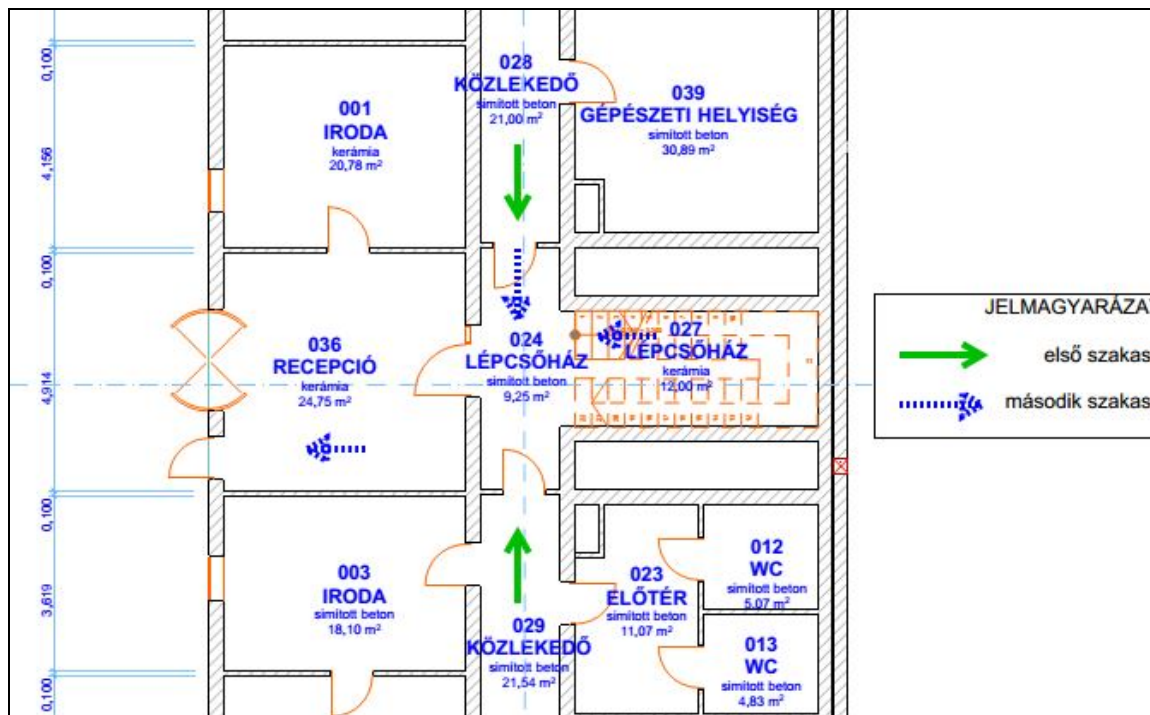 0,100
4,156
0,100
4,914
0,100
3,619
0,100
001
IRODA
kerámia
20,78 m²
028
KÖZLEKEDŐ
simított beton
21,00 m²
039
GÉPÉSZETI HELYISÉG
simított beton
30,89 m²
036
RECEPCIÓ
kerámia
24,75 m²
024
LÉPCSŐHÁZ
simított beton
9,25 m²
027
LÉPCSŐHÁZ
kerámia
12,00 m²
JELMAGYARÁZAT
első szakas
második szakas
003
IRODA
simított beton
18,10 m²
029
KÖZLEKEDŐ
simított beton
21,54 m²
023
ELŐTÉR
simított beton
11,07 m²
012
WC
simított beton
5,07 m²
013
WC
simított beton
4,83 m²